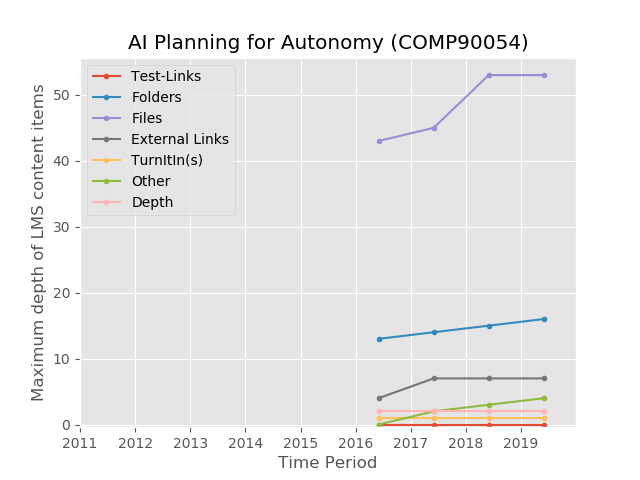 AI Planning for Autonomy (COMP90054)
Test-Links
Folders
Files
External Links
TurnItIn(s)
Other
Depth
Maximum depth of LMS content items
50
40
30
20
10
0
2011 2012 2013 2014 2015 2016 2017 2018 2019
Time Period